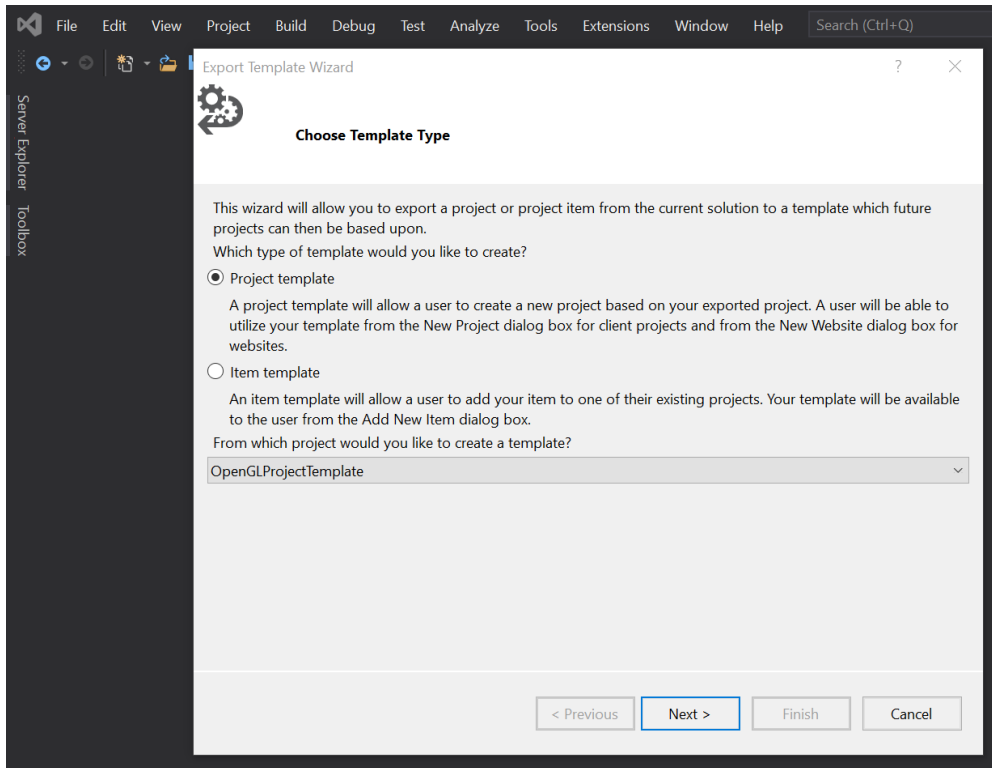 File Edit View Project Build Debug Test Analyze Tools Extensions Window Help Search (Ctrl+Q)
Server Explorer
Toolbox
Export Template Wizard ?
Choose Template Type
This wizard will allow you to export a project or project item from the current solution to a template which future
projects can then be based upon.
Which type of template would you like to create?
Project template
A project template will allow a user to create a new project based on your exported project. A user will be able to
utilize your template from the New Project dialog box for client projects and from the New Website dialog box for
websites.
Item template
An item template will allow a user to add your item to one of their existing projects. Your template will be available
to the user from the Add New Item dialog box.
From which project would you like to create a template?
OpenGLProjectTemplate
< Previous Next > Finish Cancel